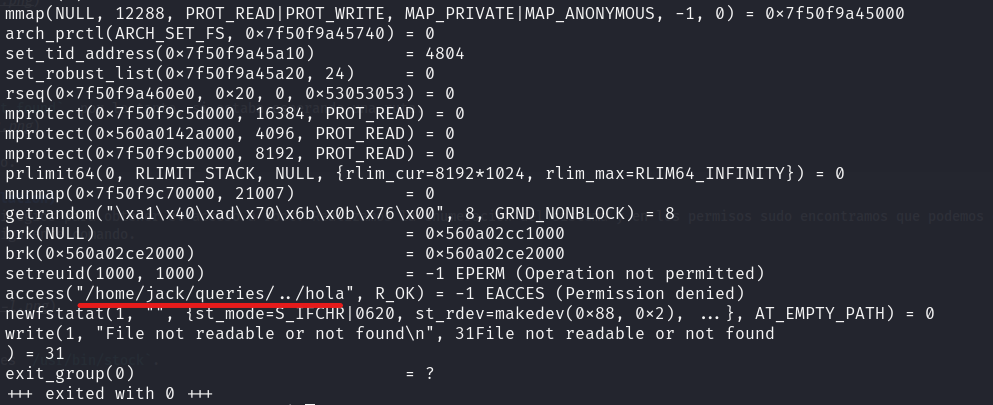 mmap(NULL, 12288, PROT_READ|PROT_WRITE, MAP_PRIVATE|MAP_ANONYMOUS, -1, 0) = 0×7f50f9a45000
arch_prctl(ARCH_SET_FS, 0×7f50f9a45740) = 0
set_tid_address(0×7f50f9a45a10) = 4804
set_robust_list(0×7f50f9a45a20, 24) = 0
rseq(0×7f50f9a460e0, 0×20, 0, 0×53053053) = 0
mprotect(0×7f50f9c5d000, 16384, PROT_READ) = 0
mprotect(0×560a0142a000, 4096, PROT_READ) = 0
mprotect(0×7f50f9cb0000, 8192, PROT_READ) = 0
prlimit64(0, RLIMIT_STACK, NULL, {rlim_cur=8192*1024, rlim_max=RLIM64_INFINITY}) = 0
munmap(0×7f50f9c70000, 21007) = 0
getrandom("\xa1\x40\xad\x70\x6b\x0b\x76\x00", 8, GRND_NONBLOCK) = 8
permisos sudo encontramos que podemos
brk(NULL) = 0×560a02cc1000
brk(0×560a02ce2000) = 0×560a02ce2000
setreuid(1000, 1000) = -1 EPERM (Operation not permitted)
access("/home/jack/queries/../hola", R_OK) = -1 EACCES (Permission denied)
newfstatat(1, "", {st_mode=S_IFCHR|0620, st_rdev=makedev(0×88, 0×2), ...}, AT_EMPTY_PATH) = 0
write(1, "File not readable or not found\n", 31File not readable or not found
) = 31
exit_group(0) = ?
+++ exited with 0 +++